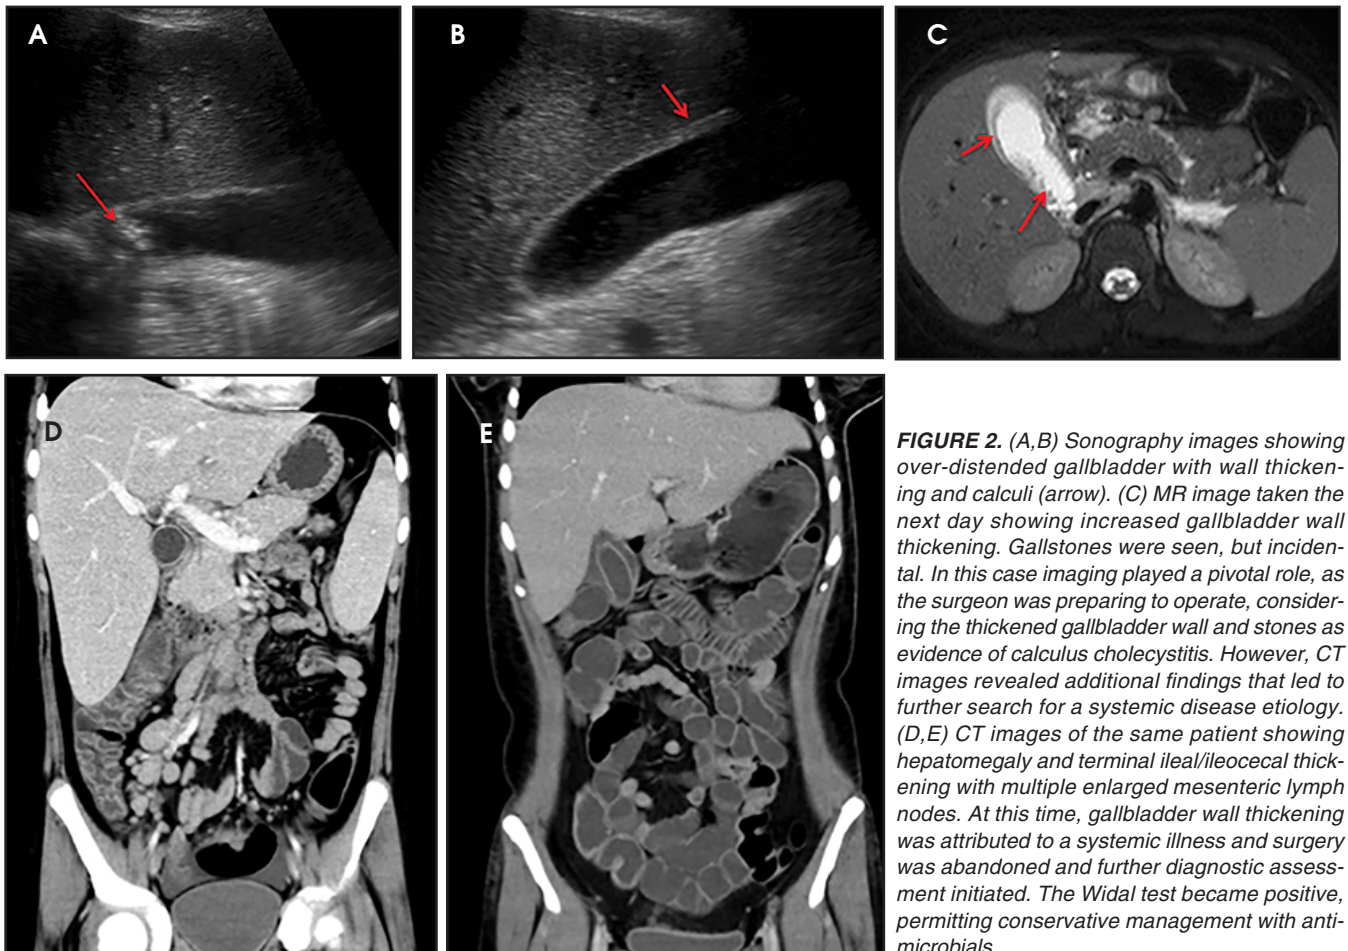 A
B
C
D
E
FIGURE 2. (A,B) Sonography images showing
over-distended gallbladder with wall thicken-
ing and calculi (arrow). (C) MR image taken the
next day showing increased gallbladder wall
thickening. Gallstones were seen, but inciden-
tal. In this case imaging played a pivotal role, as
the surgeon was preparing to operate, consider-
ing the thickened gallbladder wall and stones as
evidence of calculus cholecystitis. However, CT
images revealed additional findings that led to
further search for a systemic disease etiology.
(D,E) CT images of the same patient showing
hepatomegaly and terminal ileal/ileocecal thick-
ening with multiple enlarged mesenteric lymph
nodes. At this time, gallbladder wall thickening
was attributed to a systemic illness and surgery
was abandoned and further diagnostic assess-
ment initiated. The Widal test became positive,
permitting conservative management with anti-
microbials